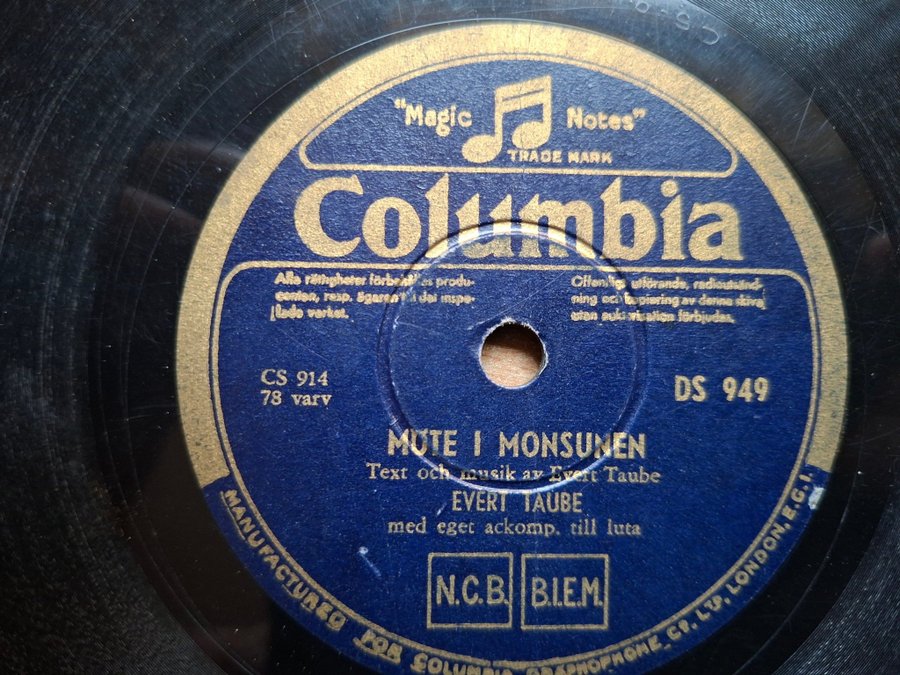 "Magic Notes"
TRADE MARK
Columbia
Alla rättigheter förbehållas produ-
centen, resp. ägaren till det inspe-
lade verket.
Offentligt utförande, radioutsänd-
ning och kopiering av denna skiva
utan auktorisation förbjudes.
CS 914
78 varv
DS 949
MÖTE I MONSUNEN
Text och musik av Evert Taube
EVERT TAUBE
med eget ackomp. till luta
N.C.B. B.I.E.M.
MANUFACTURED FOR COLUMBIA GRAPHOPHONE CO. LTD, LONDON, E.C.1.